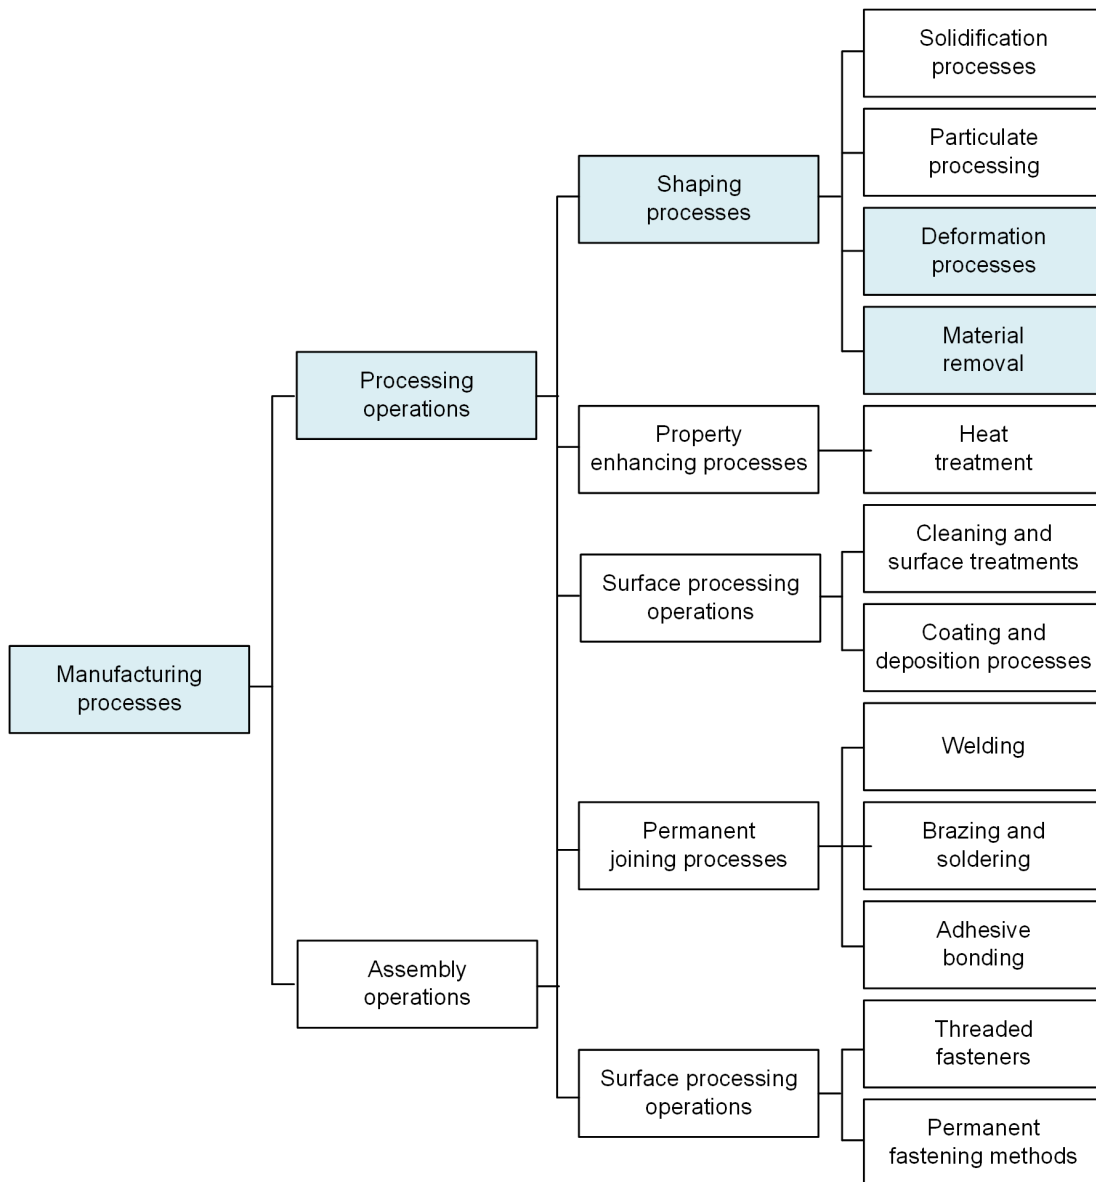 Solidification
processes
Particulate
processing
Shaping
processes
Deformation
processes
Material
removal
Processing
operations
Property
enhancing processes
Heat
treatment
Cleaning and
surface treatments
Surface processing
operations
Coating and
deposition processes
Manufacturing
processes
Welding
Permanent
joining processes
Brazing and
soldering
Adhesive
bonding
Assembly
operations
Threaded
fasteners
Surface processing
operations
Permanent
fastening methods